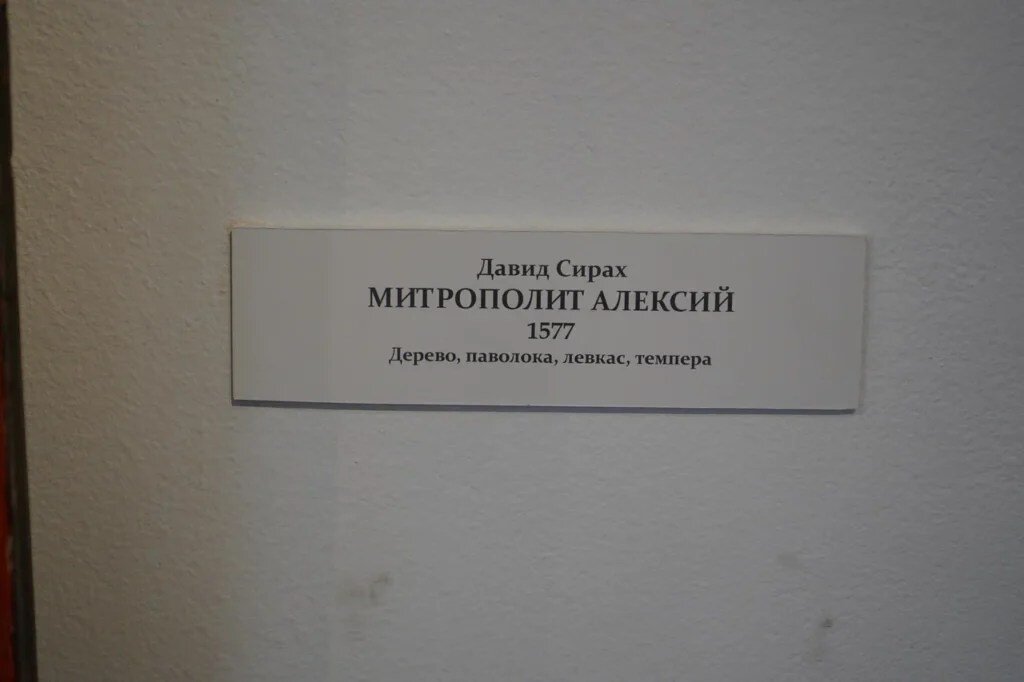 Давид Сирах
МИТРОПОЛИТ АЛЕКСИЙ
1577
Дерево, паволока, левкас, темпера